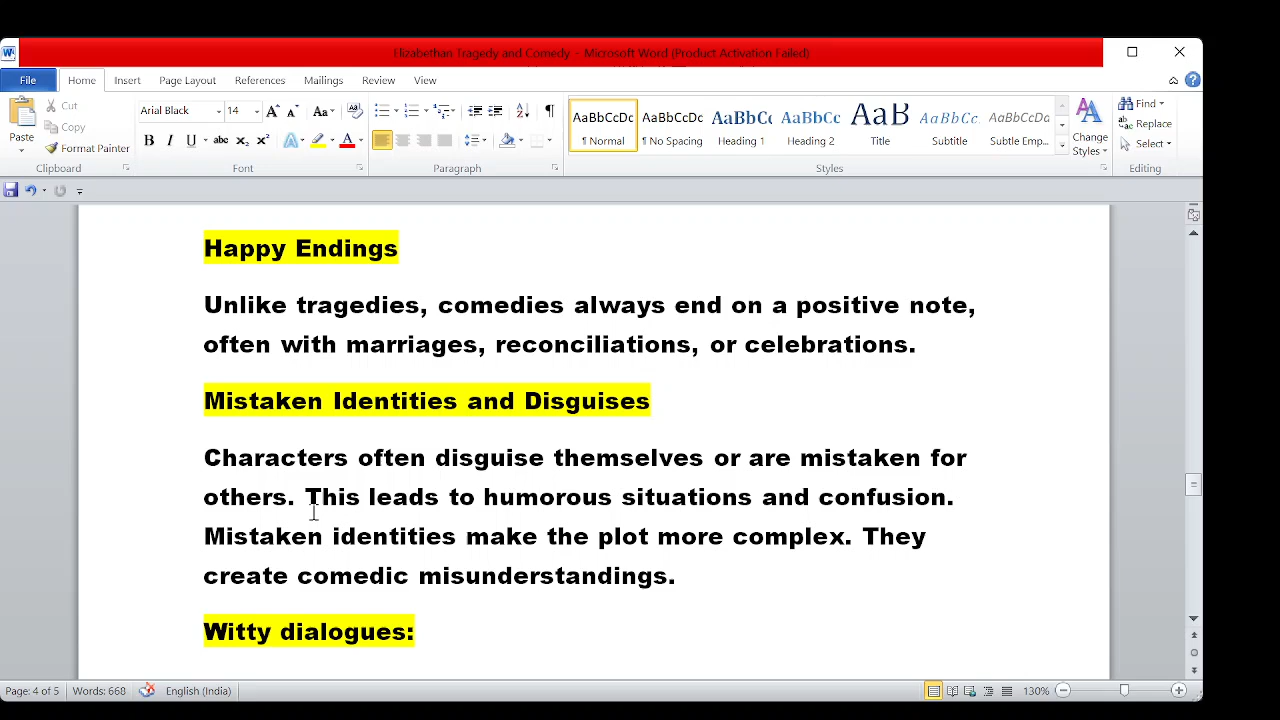 Elizabethan Tragedy and Comedy - Microsoft Word (Product Activation Failed)
File Home Insert Page Layout References Mailings Review View
Paste Cut Copy Format Painter
Arial Black 14
AaBbCcDc AaBbCcDc AaBbCc AaBbCc AaB AaBbCc. AaBbCcDc
¶ Normal ¶ No Spacing Heading 1 Heading 2 Title Subtitle Subtle Emp...
Change Styles
Find Replace Select
Clipboard Font Paragraph Styles Editing
Happy Endings
Unlike tragedies, comedies always end on a positive note,
often with marriages, reconciliations, or celebrations.
Mistaken Identities and Disguises
Characters often disguise themselves or are mistaken for
others. This leads to humorous situations and confusion.
Mistaken identities make the plot more complex. They
create comedic misunderstandings.
Witty dialogues:
Page: 4 of 5 Words: 668 English (India) 130%